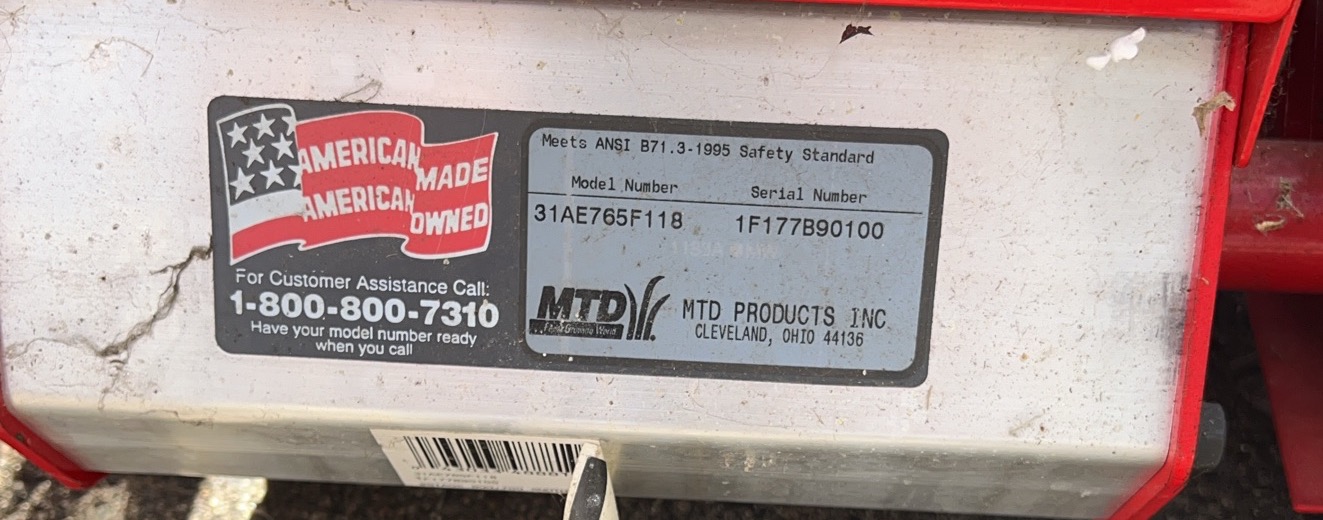 AMERICAN MADE
AMERICAN OWNED
For Customer Assistance Call:
1-800-800-7310
Have your model number ready
when you call
Meets ANSI B71.3-1995 Safety Standard
Model Number Serial Number
31AE765F118 1F177B90100
MTD
MTD PRODUCTS INC
CLEVELAND, OHIO 44136
31AE765F118
1F177B90100